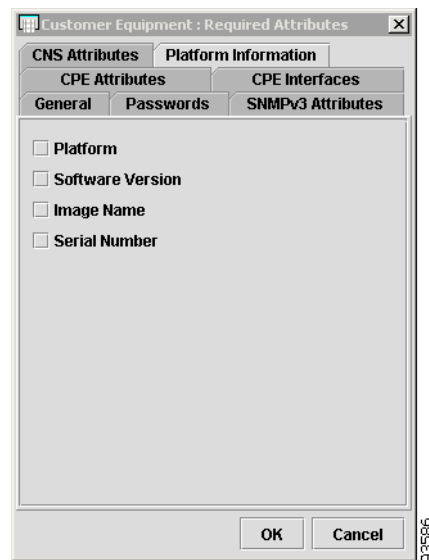 Customer Equipment : Required Attributes
CNS Attributes Platform Information
CPE Attributes CPE Interfaces
General Passwords SNMPv3 Attributes
Platform
Software Version
Image Name
Serial Number
OK Cancel